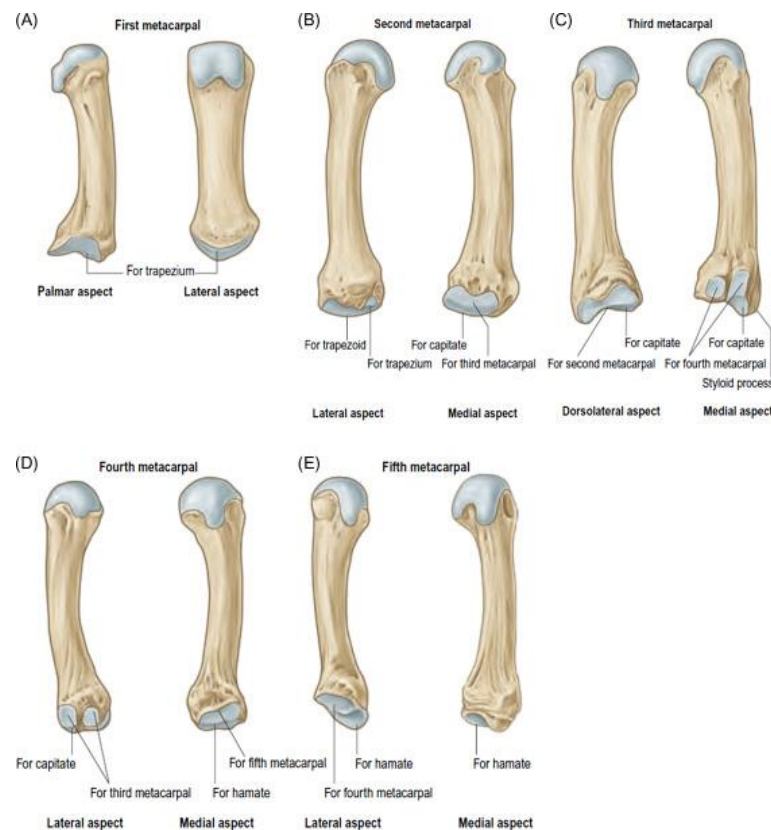 (A)
First metacarpal
For trapezium
Palmar aspect
Lateral aspect
(B)
Second metacarpal
For trapezoid
For capitate
For trapezium
For third metacarpal
Lateral aspect
Medial aspect
(C)
Third metacarpal
For capitate
For capitate
For second metacarpal
For fourth metacarpal
Styloid process
Dorsolateral aspect
Medial aspect
(D)
Fourth metacarpal
For capitate
For fifth metacarpal
For third metacarpal
For hamate
Lateral aspect
Medial aspect
(E)
Fifth metacarpal
For hamate
For hamate
For fourth metacarpal
Lateral aspect
Medial aspect